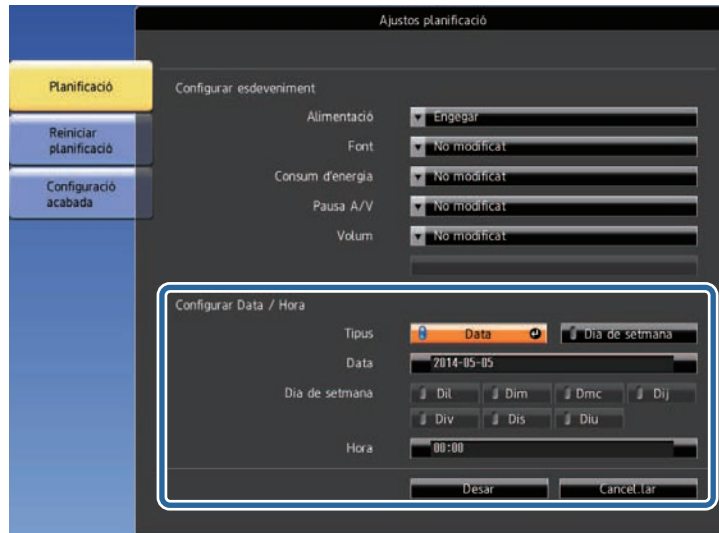 Ajustos planificació
Planificació
Reiniciar
planificació
Configuració
acabada
Configurar esdeveniment
Alimentació Engegar
Font No modificat
Consum d'energia No modificat
Pausa A/V No modificat
Volum No modificat
Configurar Data / Hora
Tipus Data Dia de setmana
Data 2014-05-05
Dia de setmana Dil Dim Dmc Dij
Div Dis Diu
Hora 00:00
Desar Cancel.lar